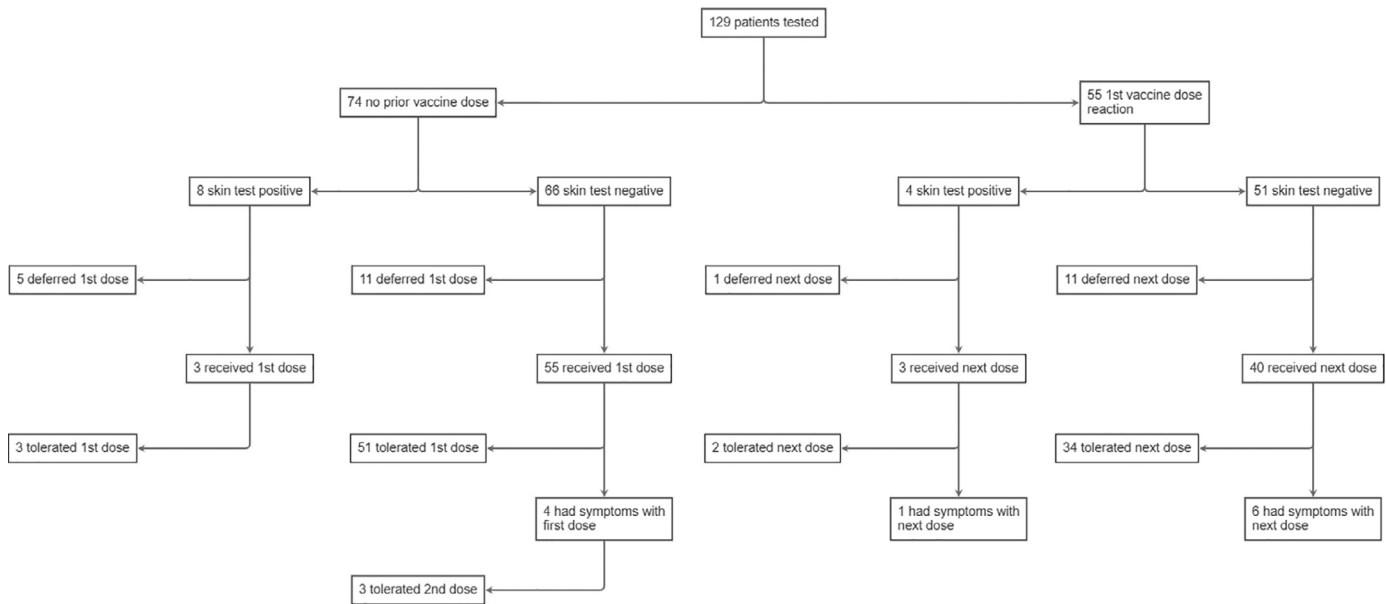 129 patients tested
74 no prior vaccine dose
55 1st vaccine dose
reaction
8 skin test positive
66 skin test negative
4 skin test positive
51 skin test negative
5 deferred 1st dose
11 deferred 1st dose
1 deferred next dose
11 deferred next dose
3 received 1st dose
55 received 1st dose
3 received next dose
40 received next dose
3 tolerated 1st dose
51 tolerated 1st dose
2 tolerated next dose
34 tolerated next dose
4 had symptoms with
first dose
1 had symptoms with
next dose
6 had symptoms with
next dose
3 tolerated 2nd dose